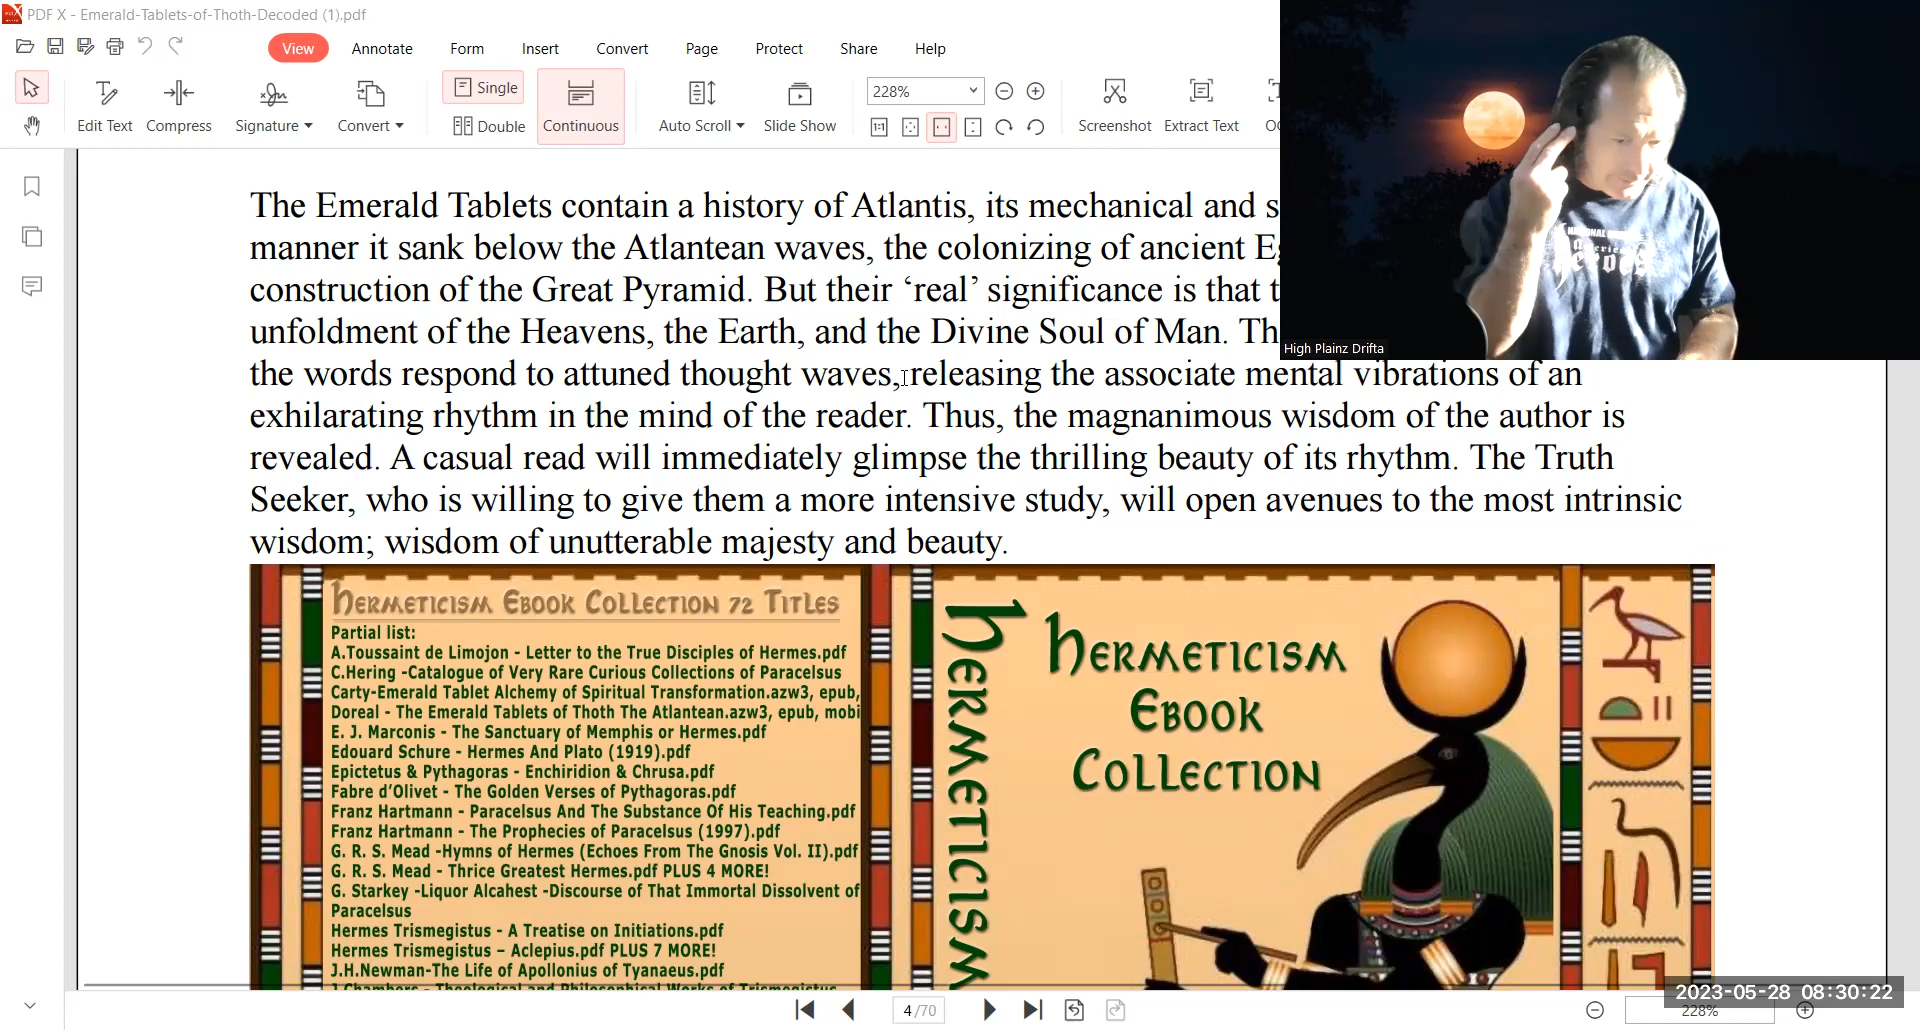 PDF X - Emerald-Tablets-of-Thoth-Decoded (1).pdf
View Annotate Form Insert Convert Page Protect Share Help
Single
228%
Edit Text Compress Signature Convert Double Continuous Auto Scroll Slide Show Screenshot Extract Text
High Plainz Drifta
The Emerald Tablets contain a history of Atlantis, its mechanical and s
manner it sank below the Atlantean waves, the colonizing of ancient Eg
construction of the Great Pyramid. But their ‘real’ significance is that t
unfoldment of the Heavens, the Earth, and the Divine Soul of Man. Th
the words respond to attuned thought waves, releasing the associate mental vibrations of an
exhilarating rhythm in the mind of the reader. Thus, the magnanimous wisdom of the author is
revealed. A casual read will immediately glimpse the thrilling beauty of its rhythm. The Truth
Seeker, who is willing to give them a more intensive study, will open avenues to the most intrinsic
wisdom; wisdom of unutterable majesty and beauty.
Hermeticism Ebook Collection 72 Titles
Partial list:
A.Toussaint de Limojon - Letter to the True Disciples of Hermes.pdf
C.Hering -Catalogue of Very Rare Curious Collections of Paracelsus
Carty-Emerald Tablet Alchemy of Spiritual Transformation.azw3, epub,
Doreal - The Emerald Tablets of Thoth The Atlantean.azw3, epub, mobi
E. J. Marconis - The Sanctuary of Memphis or Hermes.pdf
Edouard Schure - Hermes And Plato (1919).pdf
Epictetus & Pythagoras - Enchiridion & Chrusa.pdf
Fabre d’Olivet - The Golden Verses of Pythagoras.pdf
Franz Hartmann - Paracelsus And The Substance Of His Teaching.pdf
Franz Hartmann - The Prophecies of Paracelsus (1997).pdf
G. R. S. Mead -Hymns of Hermes (Echoes From The Gnosis Vol. II).pdf
G. R. S. Mead - Thrice Greatest Hermes.pdf PLUS 4 MORE!
G. Starkey -Liquor Alcahest -Discourse of That Immortal Dissolvent of
Paracelsus
Hermes Trismegistus - A Treatise on Initiations.pdf
Hermes Trismegistus – Aclepius.pdf PLUS 7 MORE!
J.H.Newman-The Life of Apollonius of Tyanaeus.pdf
J.Chambers - Theological and Philosophical Works of Trismegistus
Hermeticism
Hermeticism
Ebook
Collection
4 /70
2023-05-28 08:30:22
228%